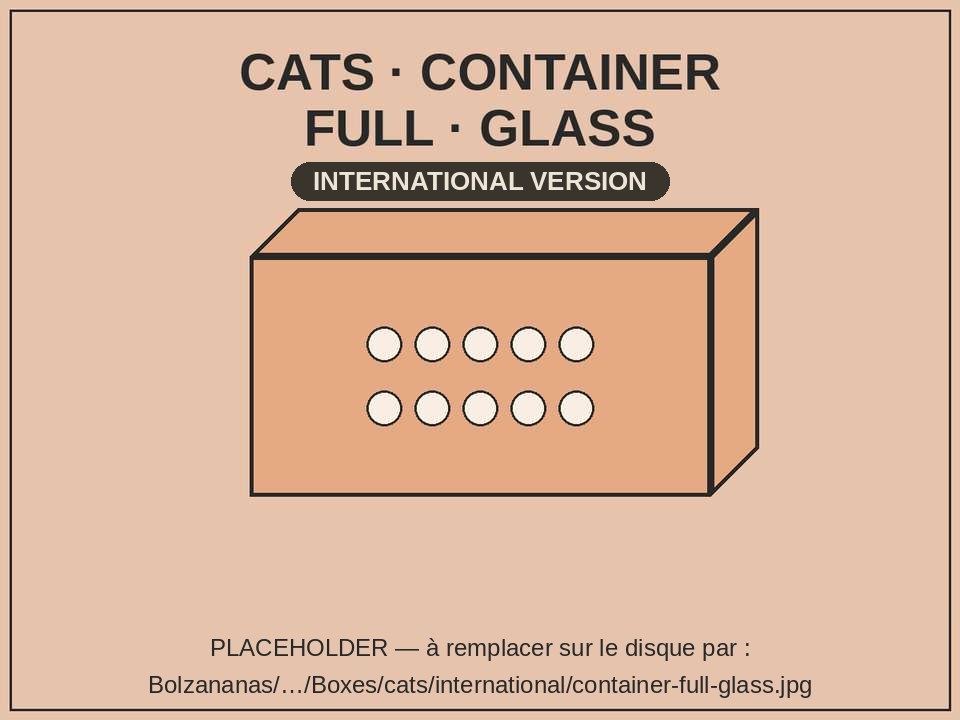 CATS · CONTAINER
FULL · GLASS
INTERNATIONAL VERSION
PLACEHOLDER — à remplacer sur le disque par :
Bolzananas/…/Boxes/cats/international/container-full-glass.jpg